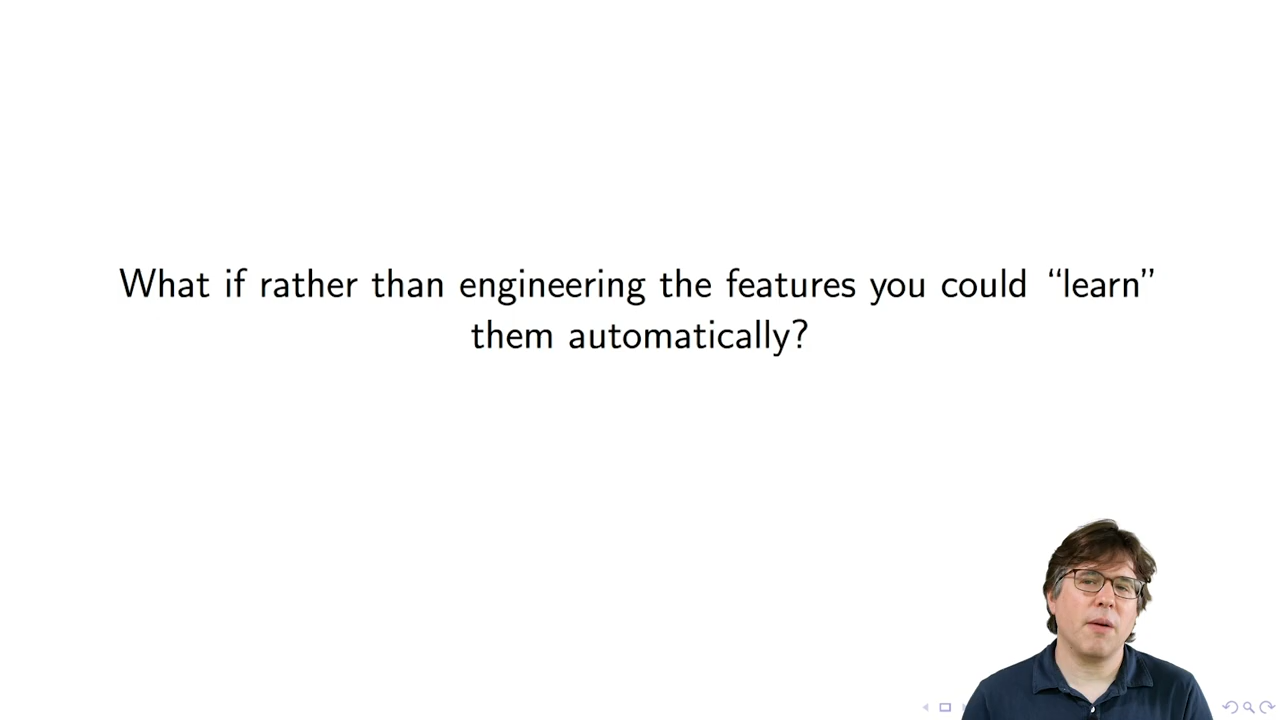 What if rather than engineering the features you could “learn”
them automatically?